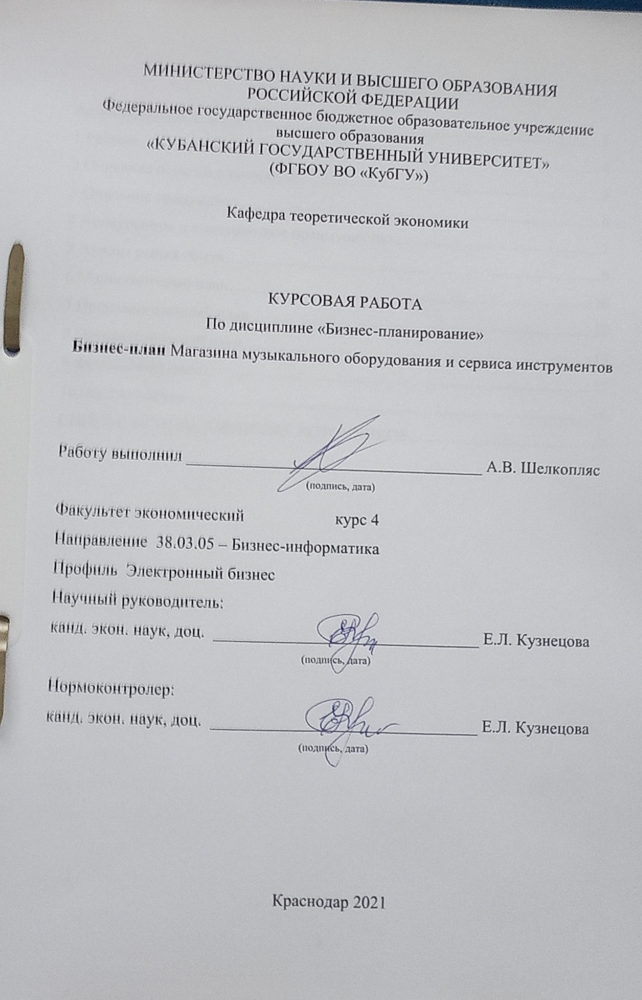 МИНИСТЕРСТВО НАУКИ И ВЫСШЕГО ОБРАЗОВАНИЯ
РОССИЙСКОЙ ФЕДЕРАЦИИ
Федеральное государственное бюджетное образовательное учреждение
высшего образования
«КУБАНСКИЙ ГОСУДАРСТВЕННЫЙ УНИВЕРСИТЕТ»
(ФГБОУ ВО «КубГУ»)
Кафедра теоретической экономики
КУРСОВАЯ РАБОТА
По дисциплине «Бизнес-планирование»
Бизнес-план Магазина музыкального оборудования и сервиса инструментов
Работу выполнил А.В. Шелкопляс
(подпись, дата)
Факультет экономический курс 4
Направление 38.03.05 – Бизнес-информатика
Профиль Электронный бизнес
Научный руководитель:
канд. экон. наук, доц. Е.Л. Кузнецова
(подпись, дата)
Нормоконтролер:
канд. экон. наук, доц. Е.Л. Кузнецова
(подпись, дата)
Краснодар 2021